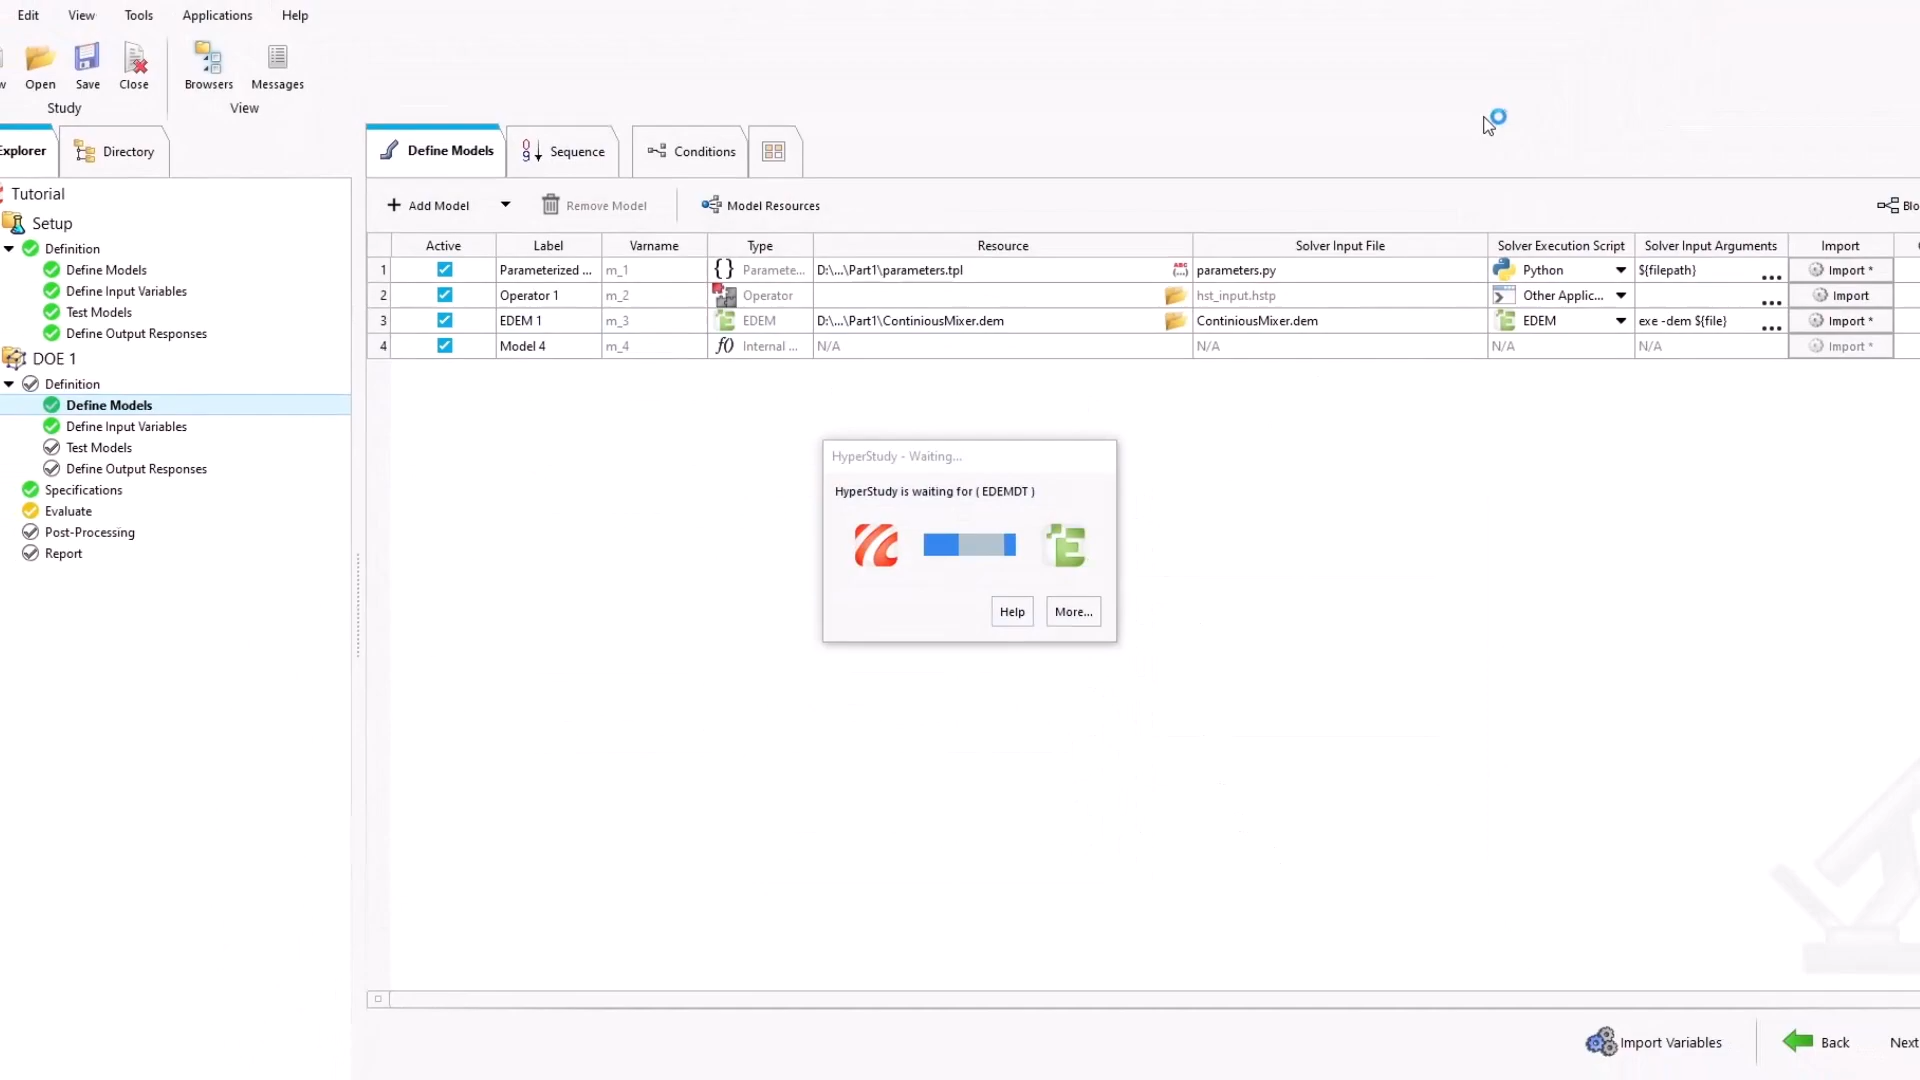 Edit View Tools Applications Help
w Open Save Close Browsers Messages
Study View
Explorer Directory Define Models Sequence Conditions
Tutorial
Setup
Definition
Define Models
Define Input Variables
Test Models
Define Output Responses
DOE 1
Definition
Define Models
Define Input Variables
Test Models
Define Output Responses
Specifications
Evaluate
Post-Processing
Report
Add Model Remove Model Model Resources Blo
Active Label Varname Type Resource Solver Input File Solver Execution Script Solver Input Arguments Import
1 Parameterized ... m_1 {} Paramete... D:\...\Part1\parameters.tpl ABC {...} parameters.py Python ${filepath} ... Import *
2 Operator 1 m_2 Operator hst_input.hstp Other Applic... ... Import
3 EDEM 1 m_3 EDEM D:\...\Part1\ContiniousMixer.dem ContiniousMixer.dem EDEM exe -dem ${file} ... Import *
4 Model 4 m_4 f() Internal ... N/A N/A N/A N/A Import *
HyperStudy - Waiting...
HyperStudy is waiting for ( EDEMDT )
Help More...
Import Variables Back Next